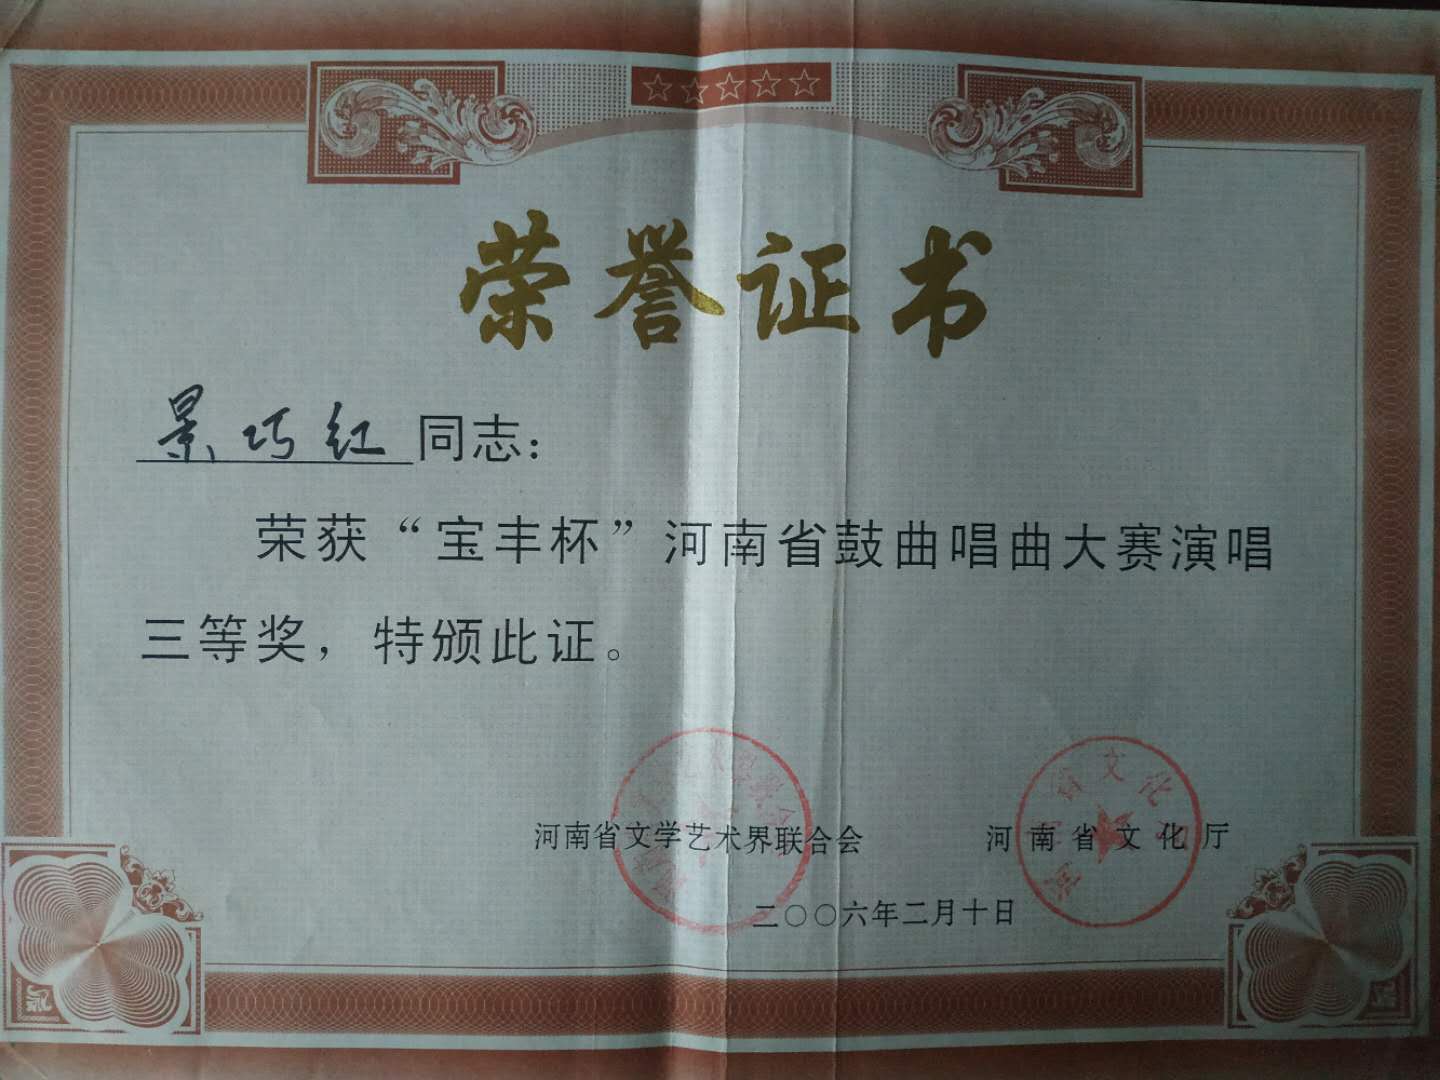 荣誉证书
景巧红同志：
荣获“宝丰杯”河南省鼓曲唱曲大赛演唱
三等奖，特颁此证。
河南省文学艺术界联合会 河南省文化厅
二〇〇六年二月十日